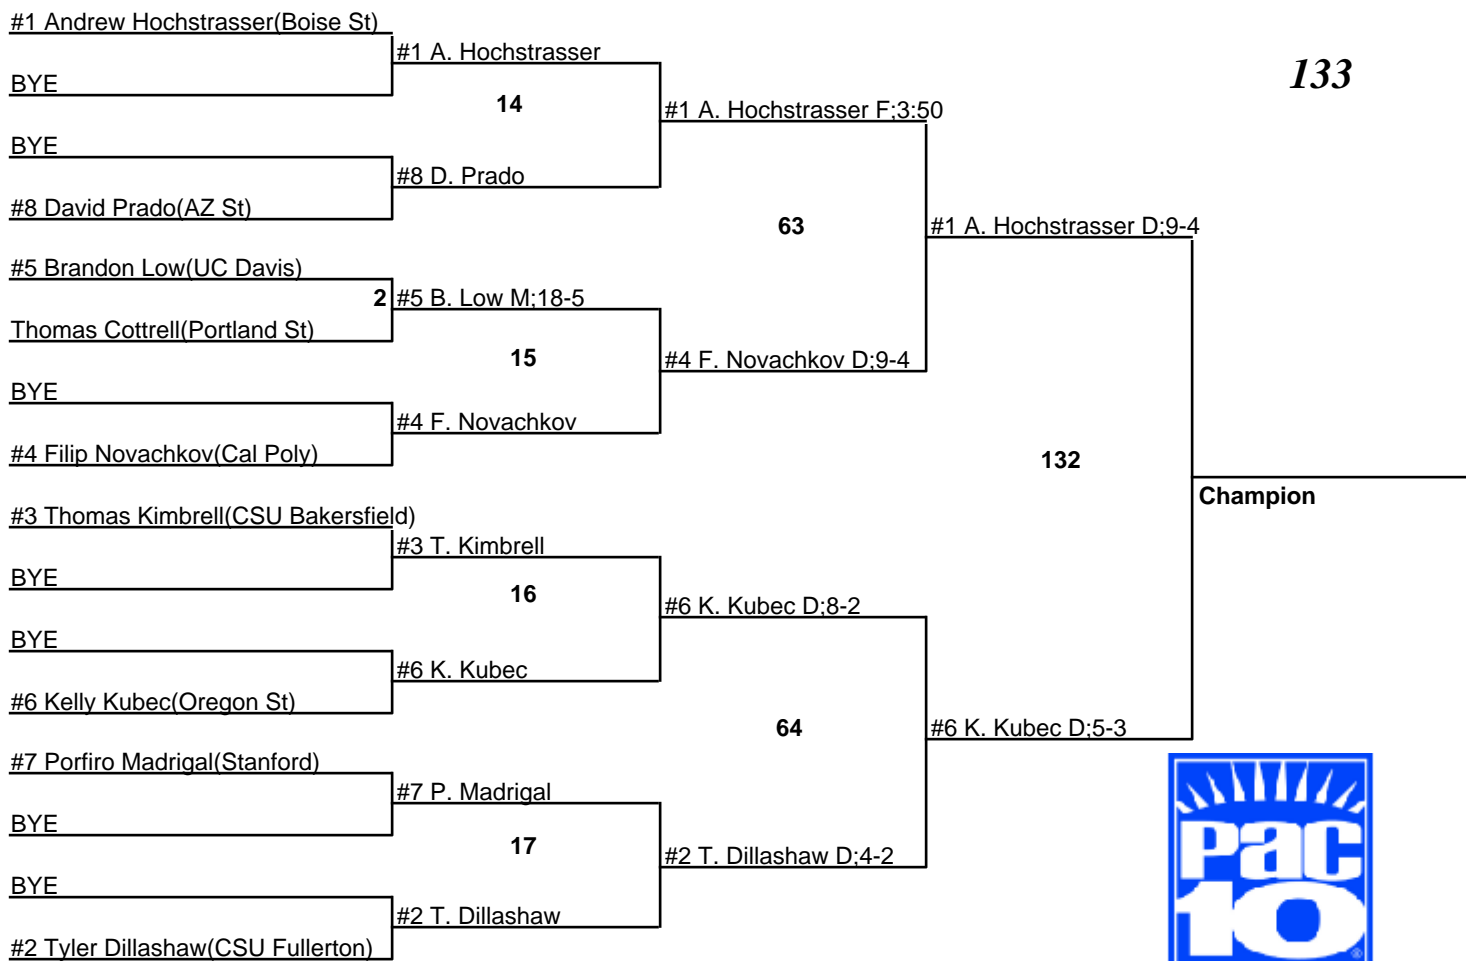 #1 Andrew Hochstrasser(Boise St)
BYE
BYE
#8 David Prado(AZ St)
#5 Brandon Low(UC Davis)
2
Thomas Cottrell(Portland St)
BYE
#4 Filip Novachkov(Cal Poly)
#3 Thomas Kimbrell(CSU Bakersfield)
BYE
BYE
#6 Kelly Kubec(Oregon St)
#7 Porfiro Madrigal(Stanford)
BYE
BYE
#2 Tyler Dillashaw(CSU Fullerton)
#1 A. Hochstrasser
14
#8 D. Prado
#5 B. Low M;18-5
15
#4 F. Novachkov
#3 T. Kimbrell
16
#6 K. Kubec
#7 P. Madrigal
17
#2 T. Dillashaw
#1 A. Hochstrasser F;3:50
63
#4 F. Novachkov D;9-4
#6 K. Kubec D;8-2
64
#2 T. Dillashaw D;4-2
#1 A. Hochstrasser D;9-4
132
#6 K. Kubec D;5-3
133
Champion
Pac
10
®